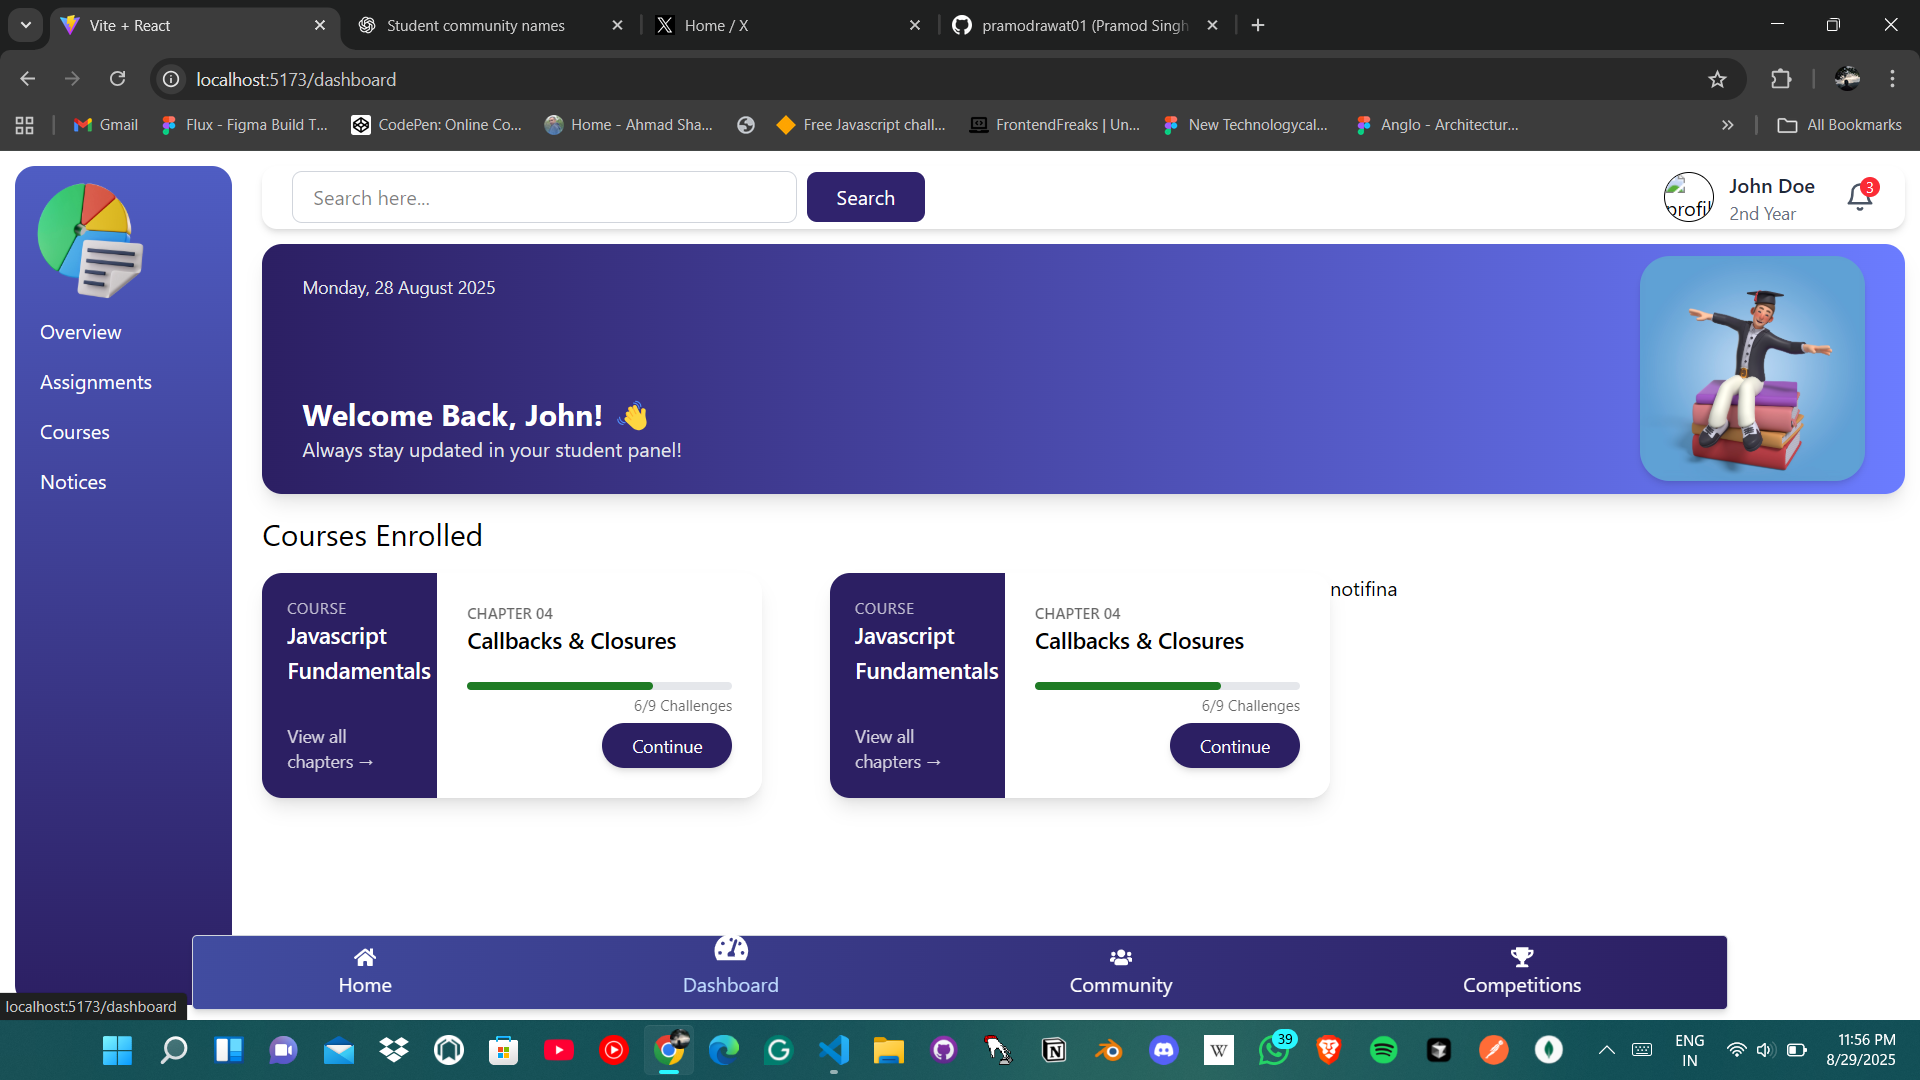 Vite + React
Student community names
Home / X
pramodrawat01 (Pramod Singh
localhost:5173/dashboard
Gmail
Flux - Figma Build T...
CodePen: Online Co...
Home - Ahmad Sha...
Free Javascript chall...
FrontendFreaks | Un...
New Technologycal...
Anglo - Architectur...
All Bookmarks
Search here...
Search
profil
John Doe
2nd Year
3
Monday, 28 August 2025
Welcome Back, John! 👋
Always stay updated in your student panel!
Overview
Assignments
Courses
Notices
Courses Enrolled
COURSE
Javascript
Fundamentals
View all
chapters →
CHAPTER 04
Callbacks & Closures
6/9 Challenges
Continue
COURSE
Javascript
Fundamentals
View all
chapters →
CHAPTER 04
Callbacks & Closures
6/9 Challenges
Continue
notifina
Home
Dashboard
Community
Competitions
localhost:5173/dashboard
W
39
ENG
IN
11:56 PM
8/29/2025